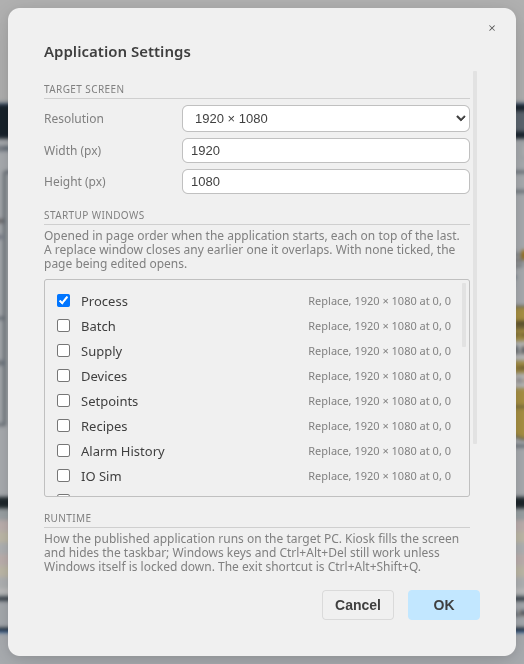 ×
Application Settings
TARGET SCREEN
Resolution 1920 × 1080
Width (px) 1920
Height (px) 1080
STARTUP WINDOWS
Opened in page order when the application starts, each on top of the last.
A replace window closes any earlier one it overlaps. With none ticked, the
page being edited opens.
Process Replace, 1920 × 1080 at 0, 0
Batch Replace, 1920 × 1080 at 0, 0
Supply Replace, 1920 × 1080 at 0, 0
Devices Replace, 1920 × 1080 at 0, 0
Setpoints Replace, 1920 × 1080 at 0, 0
Recipes Replace, 1920 × 1080 at 0, 0
Alarm History Replace, 1920 × 1080 at 0, 0
IO Sim Replace, 1920 × 1080 at 0, 0
RUNTIME
How the published application runs on the target PC. Kiosk fills the screen
and hides the taskbar; Windows keys and Ctrl+Alt+Del still work unless
Windows itself is locked down. The exit shortcut is Ctrl+Alt+Shift+Q.
Cancel OK